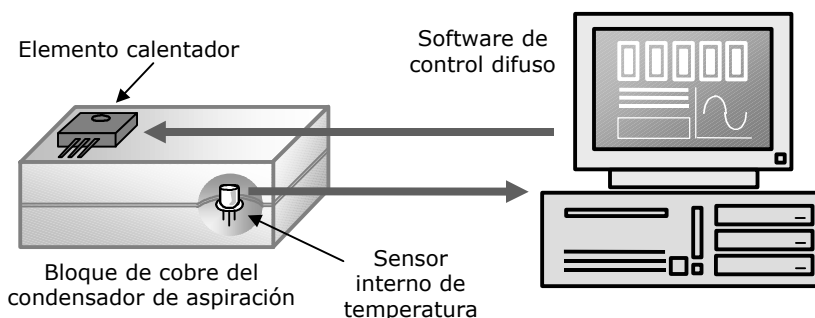 Elemento calentador
Software de
control difuso
Bloque de cobre del
condensador de aspiración
Sensor
interno de
temperatura